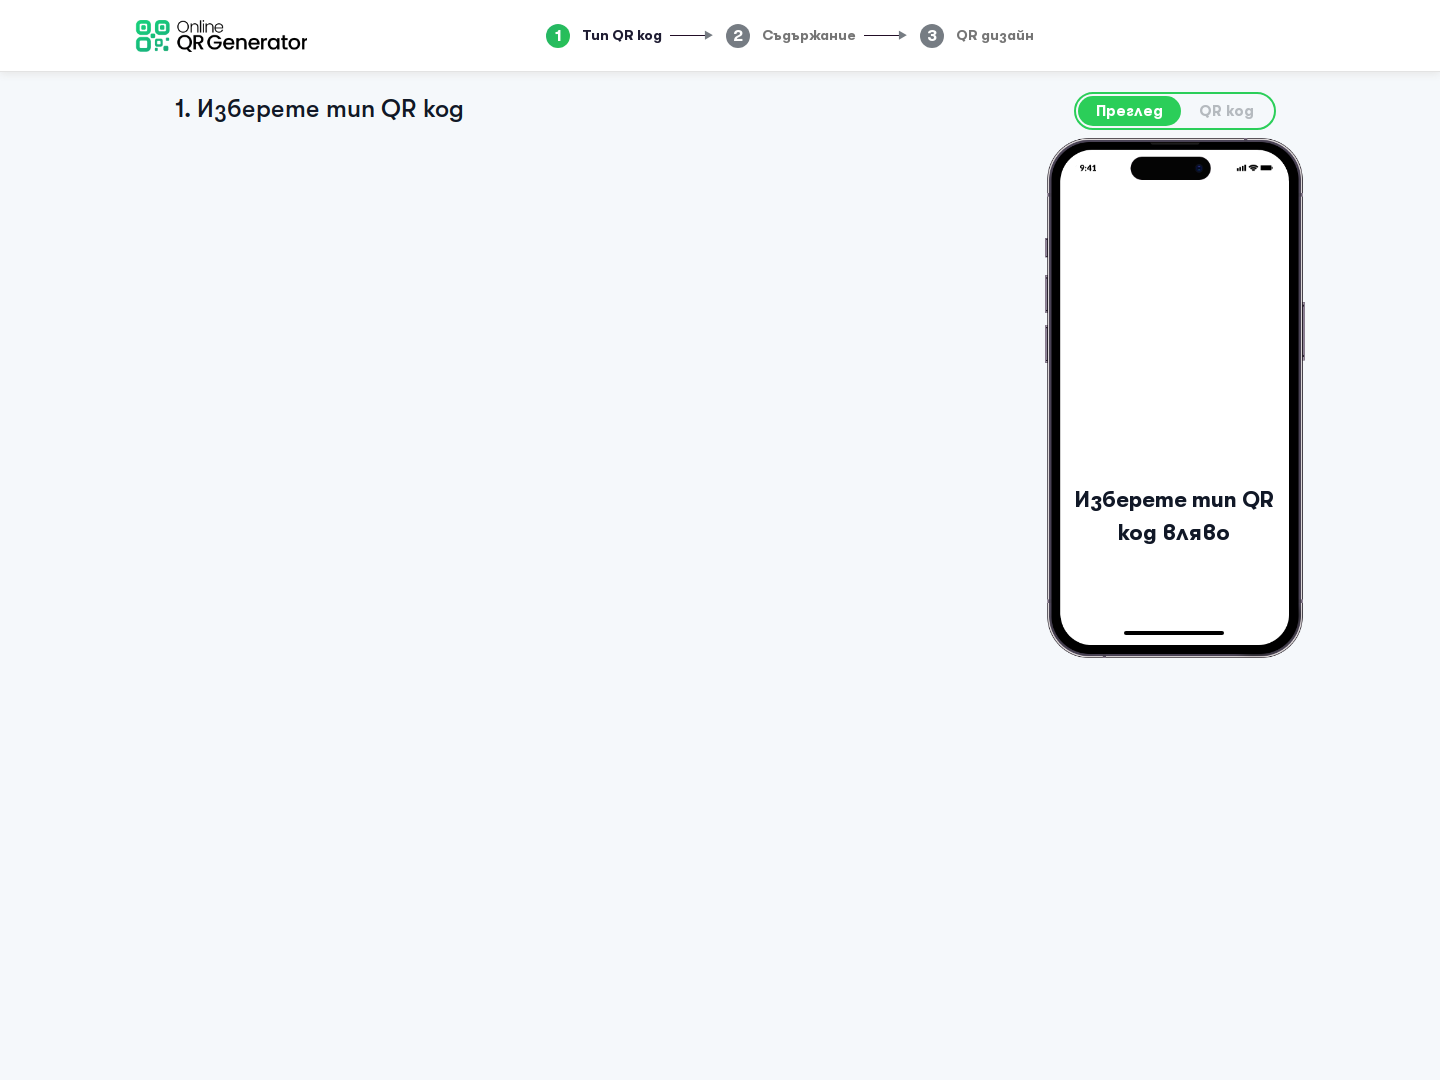 Online
QR Generator
1 Тип QR код
2 Съдържание
3 QR дизайн
1. Изберете тип QR код
Преглед
QR код
9:41
Изберете тип QR
код вляво